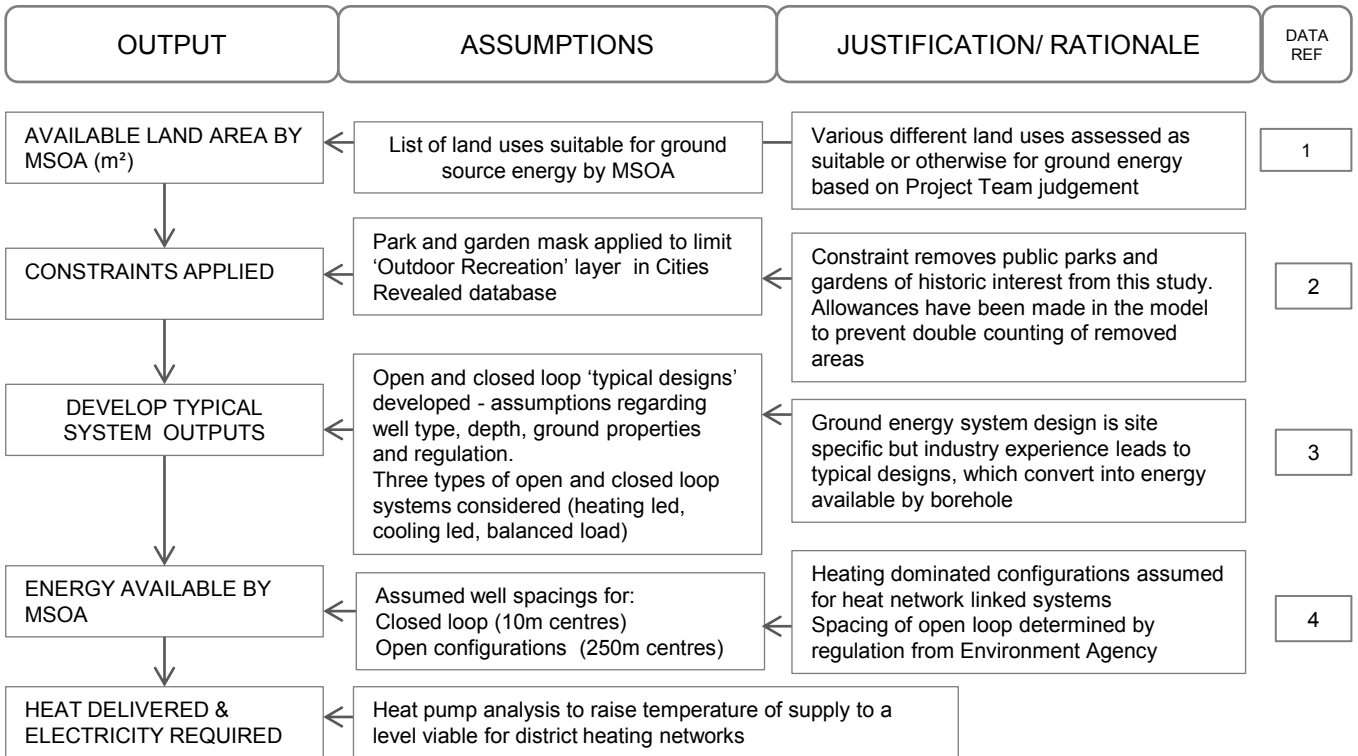 OUTPUT
ASSUMPTIONS
JUSTIFICATION/ RATIONALE
DATA
REF
AVAILABLE LAND AREA BY
MSOA (m²)
List of land uses suitable for ground
source energy by MSOA
Various different land uses assessed as
suitable or otherwise for ground energy
based on Project Team judgement
1
CONSTRAINTS APPLIED
Park and garden mask applied to limit
‘Outdoor Recreation’ layer in Cities
Revealed database
Constraint removes public parks and
gardens of historic interest from this study.
Allowances have been made in the model
to prevent double counting of removed
areas
2
DEVELOP TYPICAL
SYSTEM OUTPUTS
Open and closed loop ‘typical designs’
developed - assumptions regarding
well type, depth, ground properties
and regulation.
Three types of open and closed loop
systems considered (heating led,
cooling led, balanced load)
Ground energy system design is site
specific but industry experience leads to
typical designs, which convert into energy
available by borehole
3
ENERGY AVAILABLE BY
MSOA
Assumed well spacings for:
Closed loop (10m centres)
Open configurations (250m centres)
Heating dominated configurations assumed
for heat network linked systems
Spacing of open loop determined by
regulation from Environment Agency
4
HEAT DELIVERED &
ELECTRICITY REQUIRED
Heat pump analysis to raise temperature of supply to a
level viable for district heating networks